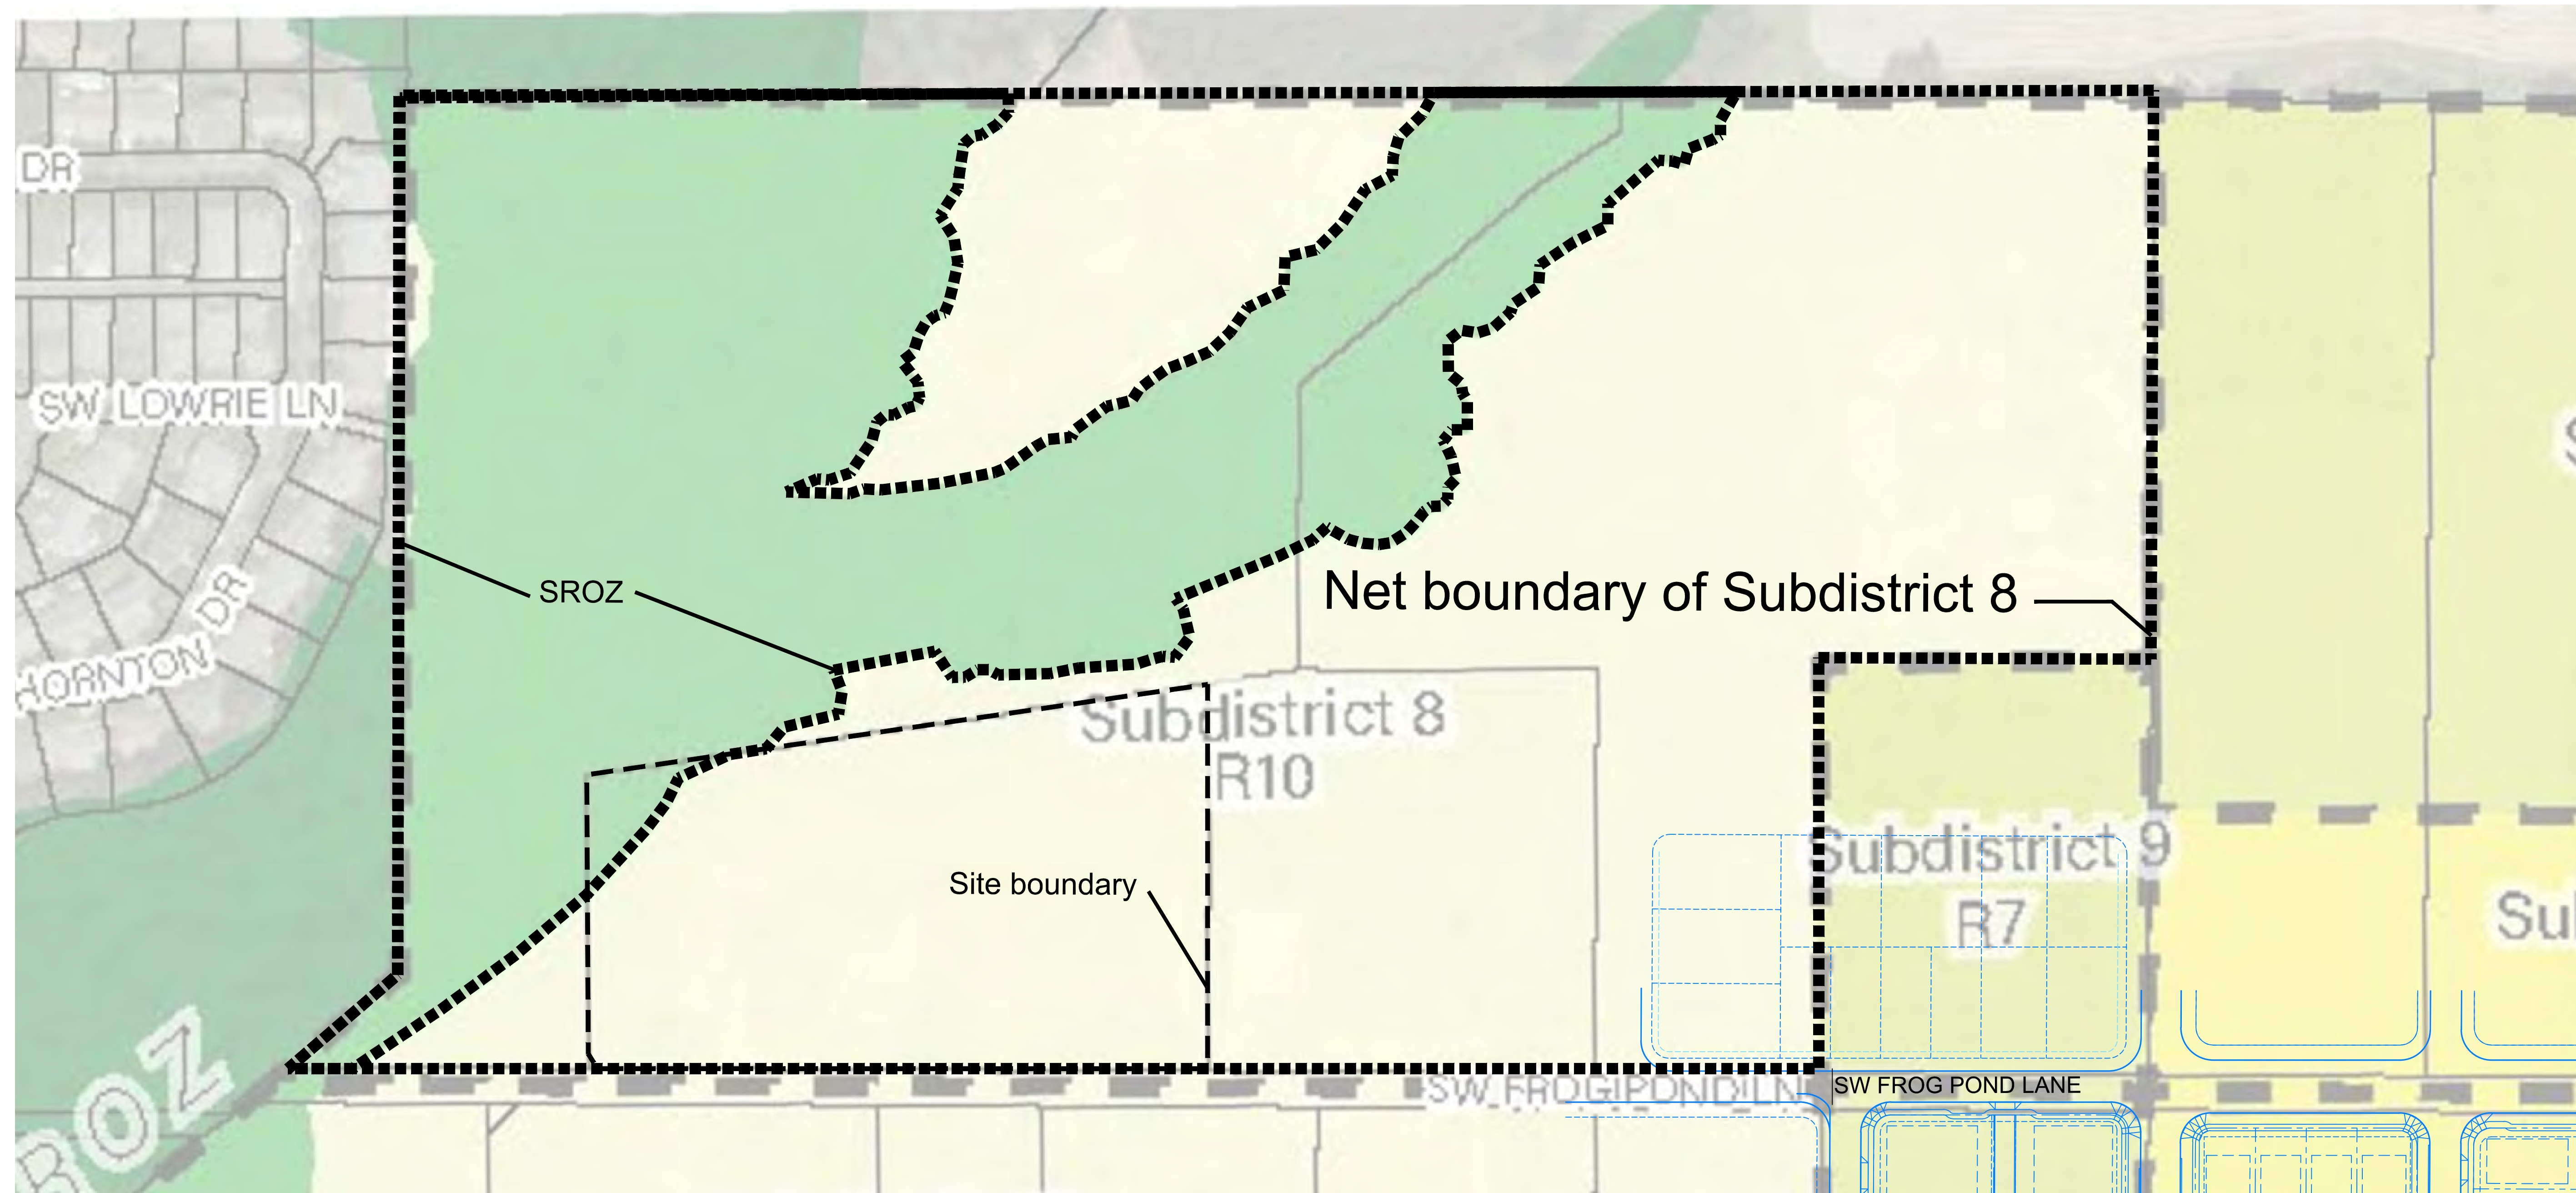 DR
SW LOWRIE LN
SROZ
Net boundary of Subdistrict 8
HORNTON DR
Subdistrict 8
R10
Site boundary
Subdistrict 9
R7
Su
SW FROG POND LN
SW FROG POND LANE
ROZ